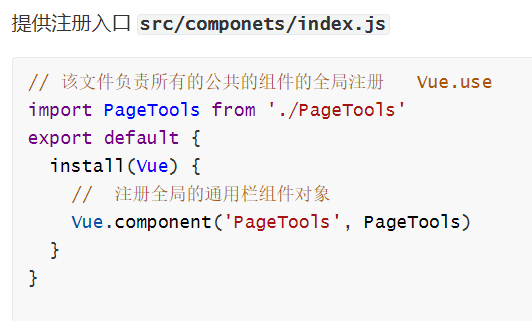 提供注册入口 src/componets/index.js
// 该文件负责所有的公共的组件的全局注册   Vue.use
import PageTools from './PageTools'
export default {
  install(Vue) {
    //  注册全局的通用栏组件对象
    Vue.component('PageTools', PageTools)
  }
}